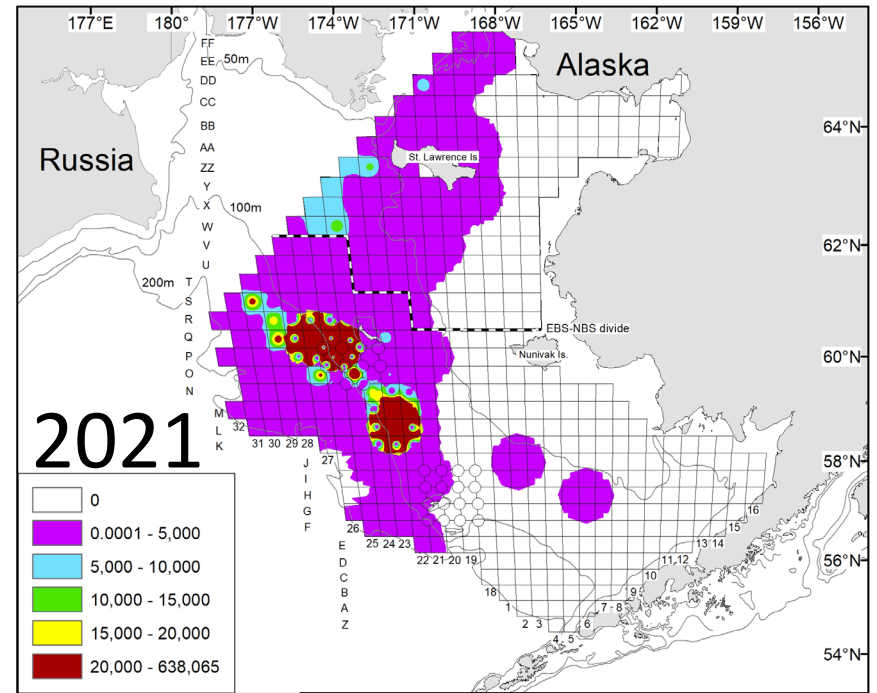 177°E 180° 177°W 174°W 171°W 168°W 165°W 162°W 159°W 156°W
FF
EE
DD
CC
BB
AA
ZZ
Y
X
W
V
U
T
S
R
Q
P
O
N
M
L
K
J
I
H
G
F
E
D
C
B
A
Z
50m
100m
200m
Alaska
Russia
St. Lawrence Is
EBS-NBS divide
Nunivak Is.
64°N
62°N
60°N
58°N
56°N
54°N
32
31 30 29 28
27
26
25 24 23
22 21 20 19
18
1
2 3
4 5
6
7 8
9
10
11 12
13 14
15
16
2021
0
0.0001 - 5,000
5,000 - 10,000
10,000 - 15,000
15,000 - 20,000
20,000 - 638,065